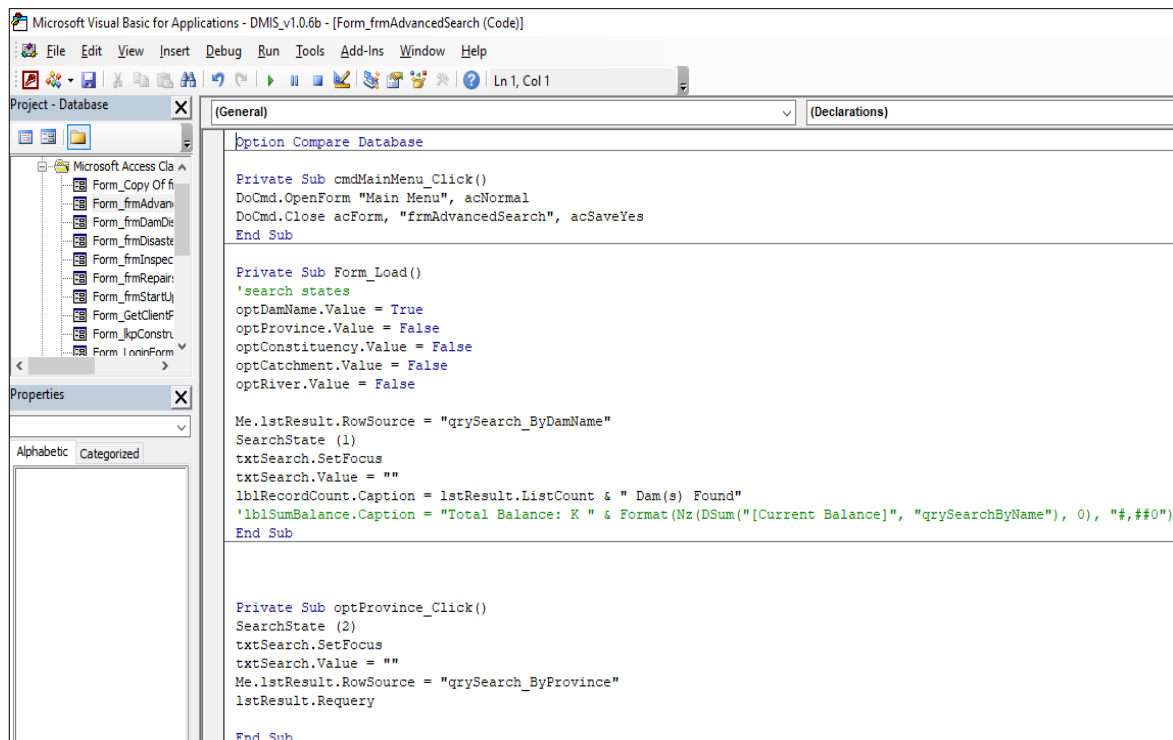 Microsoft Visual Basic for Applications - DMIS_v1.0.6b - [Form_frmAdvancedSearch (Code)]
File Edit View Insert Debug Run Tools Add-Ins Window Help
Ln 1, Col 1
Project - Database
Microsoft Access Cla
Form_Copy Of f
Form_frmAdvan
Form_frmDamDis
Form_frmDisaste
Form_frmInspec
Form_frmRepair
Form_frmStartU
Form_GetClientF
Form_lkpConstru
Form_LoginForm
Properties
Alphabetic Categorized
(General) (Declarations)
Option Compare Database
Private Sub cmdMainMenu_Click()
DoCmd.OpenForm "Main Menu", acNormal
DoCmd.Close acForm, "frmAdvancedSearch", acSaveYes
End Sub
Private Sub Form_Load()
'search states
optDamName.Value = True
optProvince.Value = False
optConstituency.Value = False
optCatchment.Value = False
optRiver.Value = False
Me.lstResult.RowSource = "qrySearch_ByDamName"
SearchState (1)
txtSearch.SetFocus
txtSearch.Value = ""
lblRecordCount.Caption = lstResult.ListCount & " Dam(s) Found"
'lblSumBalance.Caption = "Total Balance: K " & Format(Nz(DSum("[Current Balance]", "qrySearchByName"), 0), "#,##0")
End Sub
Private Sub optProvince_Click()
SearchState (2)
txtSearch.SetFocus
txtSearch.Value = ""
Me.lstResult.RowSource = "qrySearch_ByProvince"
lstResult.Requery
End Sub